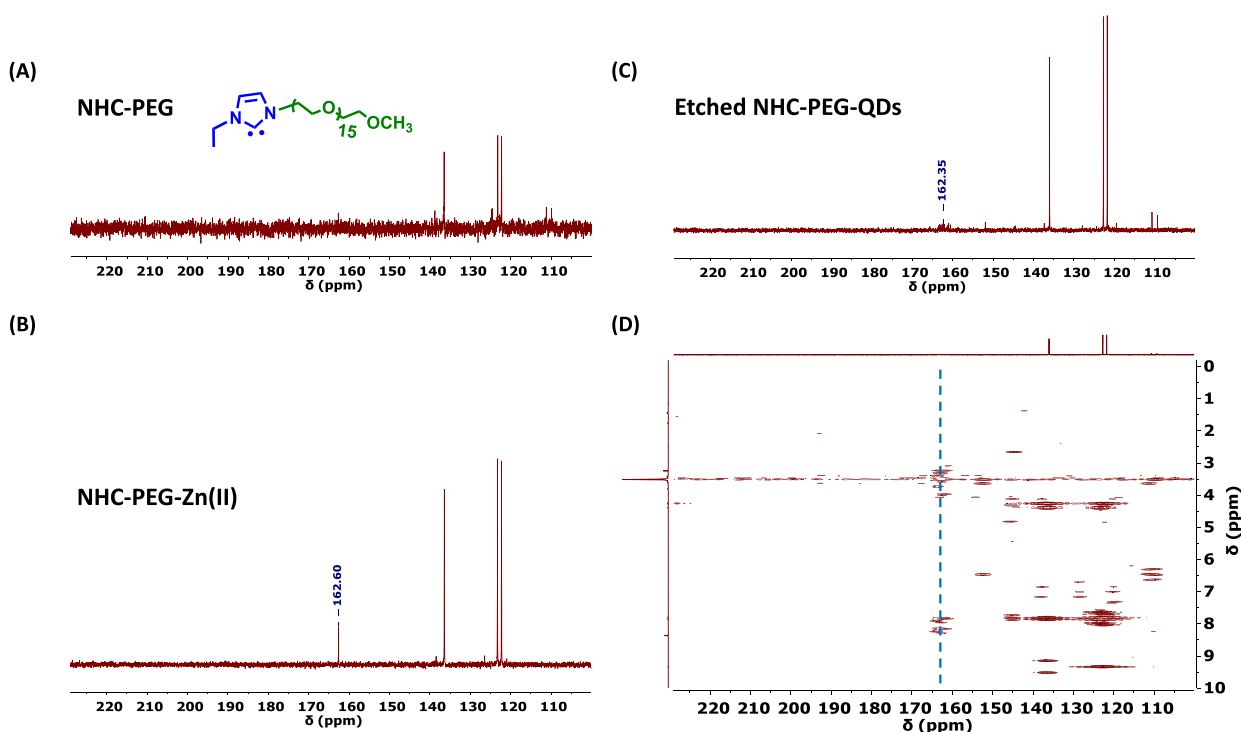 (A)
NHC-PEG
N
N
O
15
OCH3
220 210 200 190 180 170 160 150 140 130 120 110
δ (ppm)
(C)
Etched NHC-PEG-QDs
162.35
220 210 200 190 180 170 160 150 140 130 120 110
δ (ppm)
(B)
NHC-PEG-Zn(II)
162.60
220 210 200 190 180 170 160 150 140 130 120 110
δ (ppm)
(D)
0
1
2
3
4
5
6
7
8
9
10
δ (ppm)
220 210 200 190 180 170 160 150 140 130 120 110
δ (ppm)